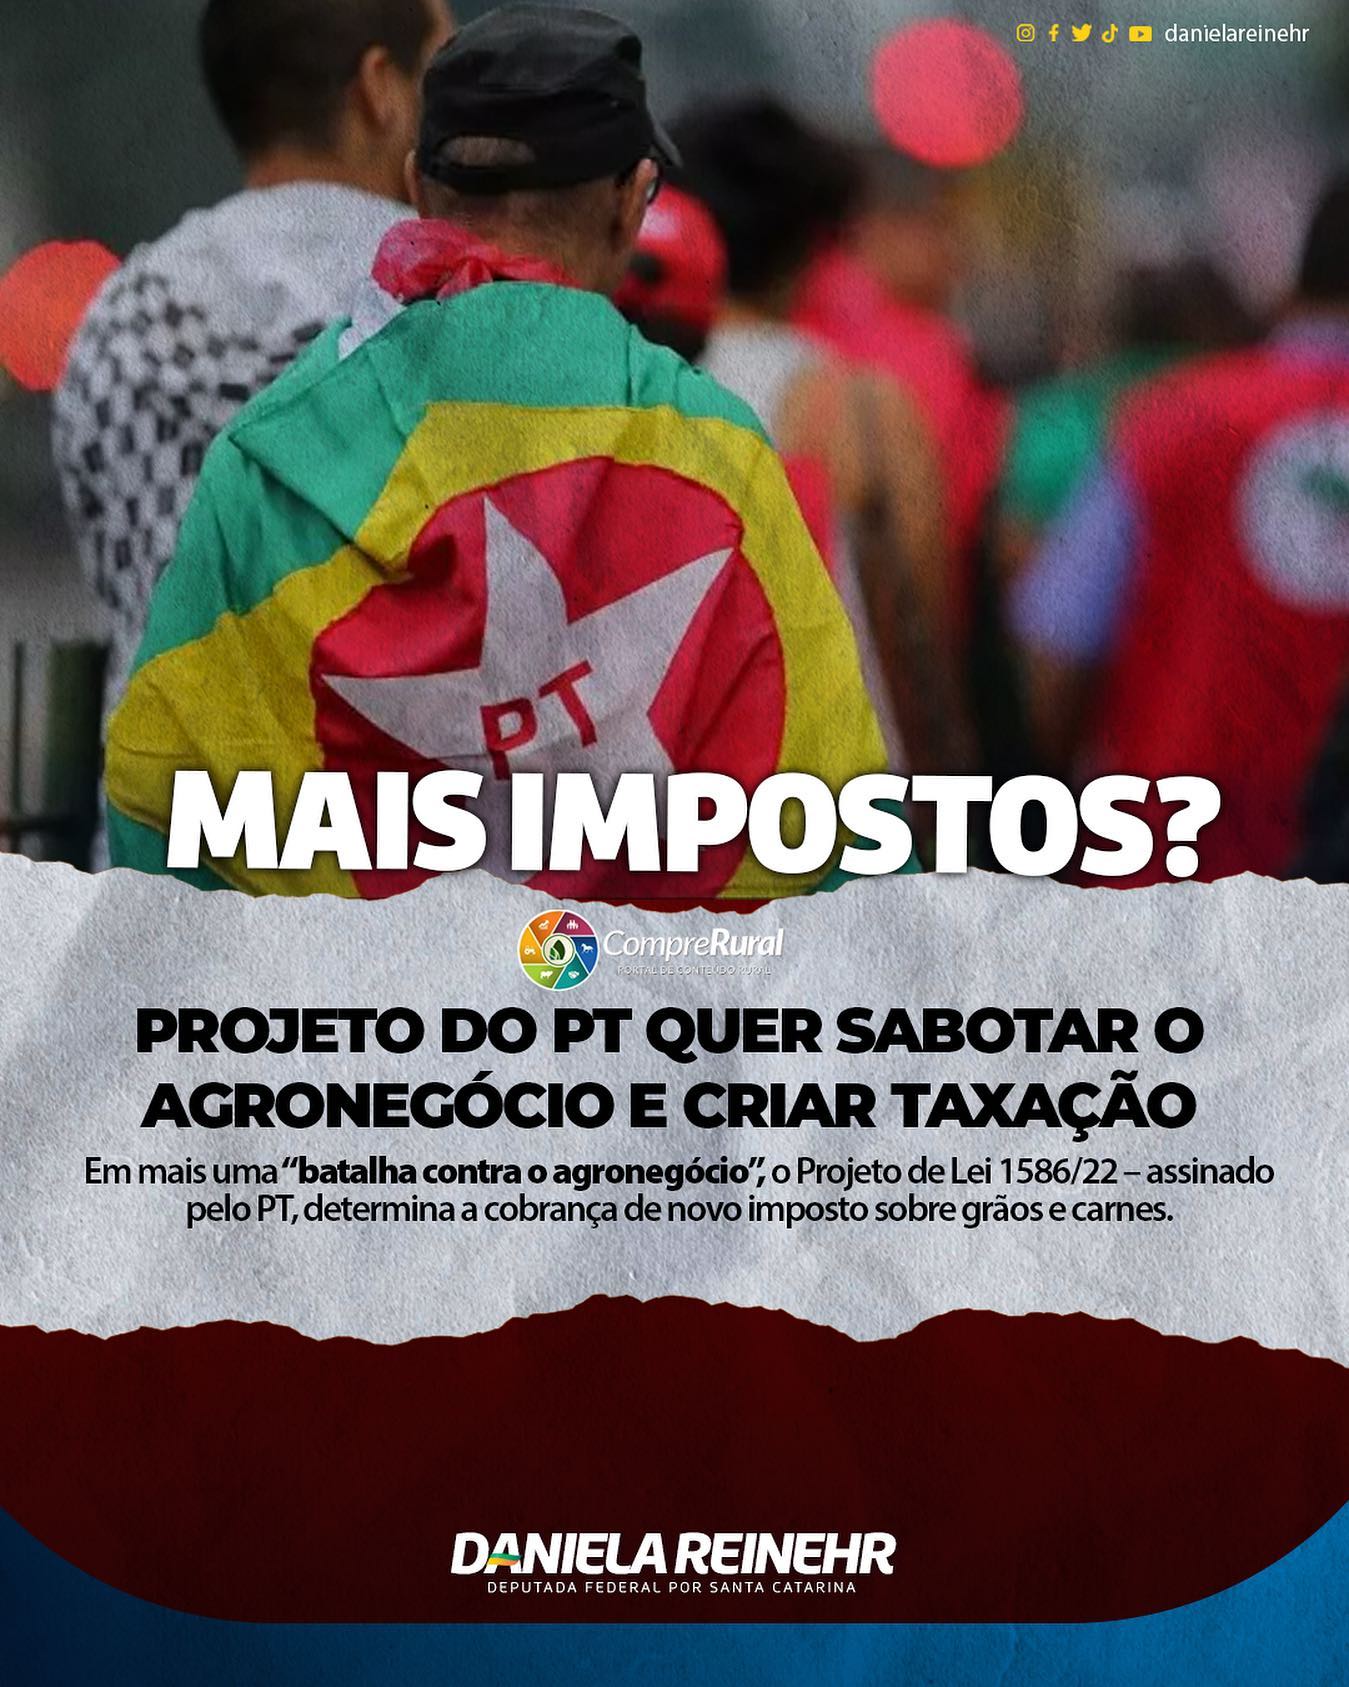 danielareinehr
PT
MAIS IMPOSTOS?
CompreRural
PORTAL DE CONTEÚDO RURAL
PROJETO DO PT QUER SABOTAR O
AGRONEGÓCIO E CRIAR TAXAÇÃO
Em mais uma “batalha contra o agronegócio”, o Projeto de Lei 1586/22 – assinado
pelo PT, determina a cobrança de novo imposto sobre grãos e carnes.
DANIELA REINEHR
DEPUTADA FEDERAL POR SANTA CATARINA